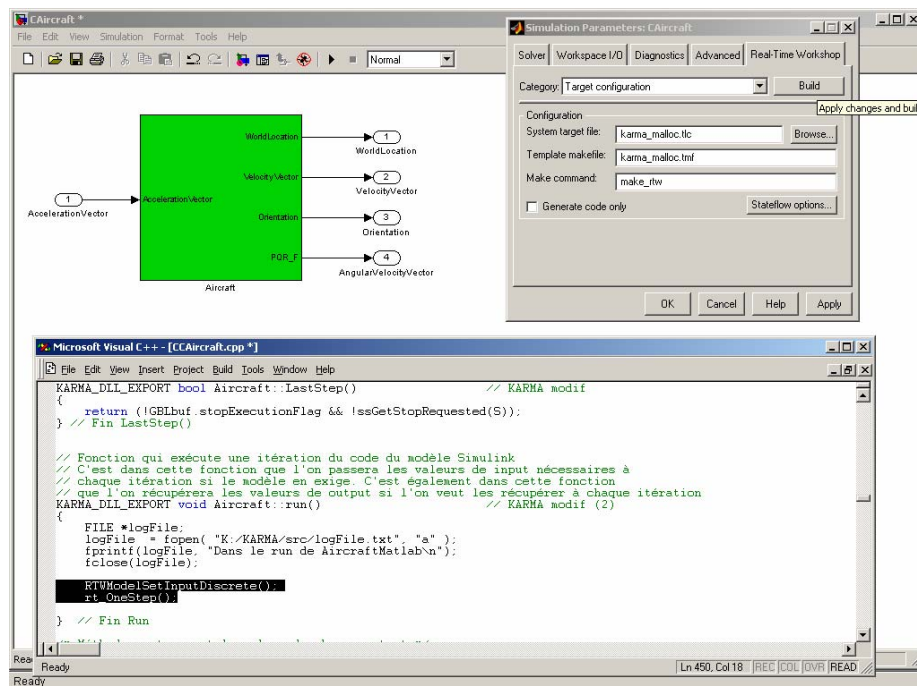 CAircraft *
File Edit View Simulation Format Tools Help
Normal
WorldLocation
VelocityVector
AccelerationVector
Orientation
PQR_F
Aircraft
1
AccelerationVector
1
WorldLocation
2
VelocityVector
3
Orientation
4
AngularVelocityVector
Simulation Parameters: CAircraft
Solver Workspace I/O Diagnostics Advanced Real-Time Workshop
Category: Target configuration Build
Apply changes and buil
Configuration
System target file: karma_malloc.tlc Browse...
Template makefile: karma_malloc.tmf
Make command: make_rtw
Generate code only Stateflow options...
OK Cancel Help Apply
Microsoft Visual C++ - [CCAircraft.cpp *]
File Edit View Insert Project Build Tools Window Help
KARMA_DLL_EXPORT bool Aircraft::LastStep() // KARMA modif
{
return (!GBLbuf.stopExecutionFlag && !ssGetStopRequested(S));
} // Fin LastStep()
// Fonction qui exécute une itération du code du modèle Simulink
// C'est dans cette fonction que l'on passera les valeurs de input nécessaires à
// chaque itération si le modèle en exige. C'est également dans cette fonction
// que l'on récupérera les valeurs de output si l'on veut les récupérer à chaque itération
KARMA_DLL_EXPORT void Aircraft::run() // KARMA modif (2)
{
FILE *logFile;
logFile = fopen( "K:/KARMA/src/logFile.txt", "a" );
fprintf(logFile, "Dans le run de AircraftMatlab\n");
fclose(logFile);
RTWModelSetInputDiscrete();
rt_OneStep();
} // Fin Run
Rea
Ready Ln 450, Col 18 REC COL OVR READ
Ready